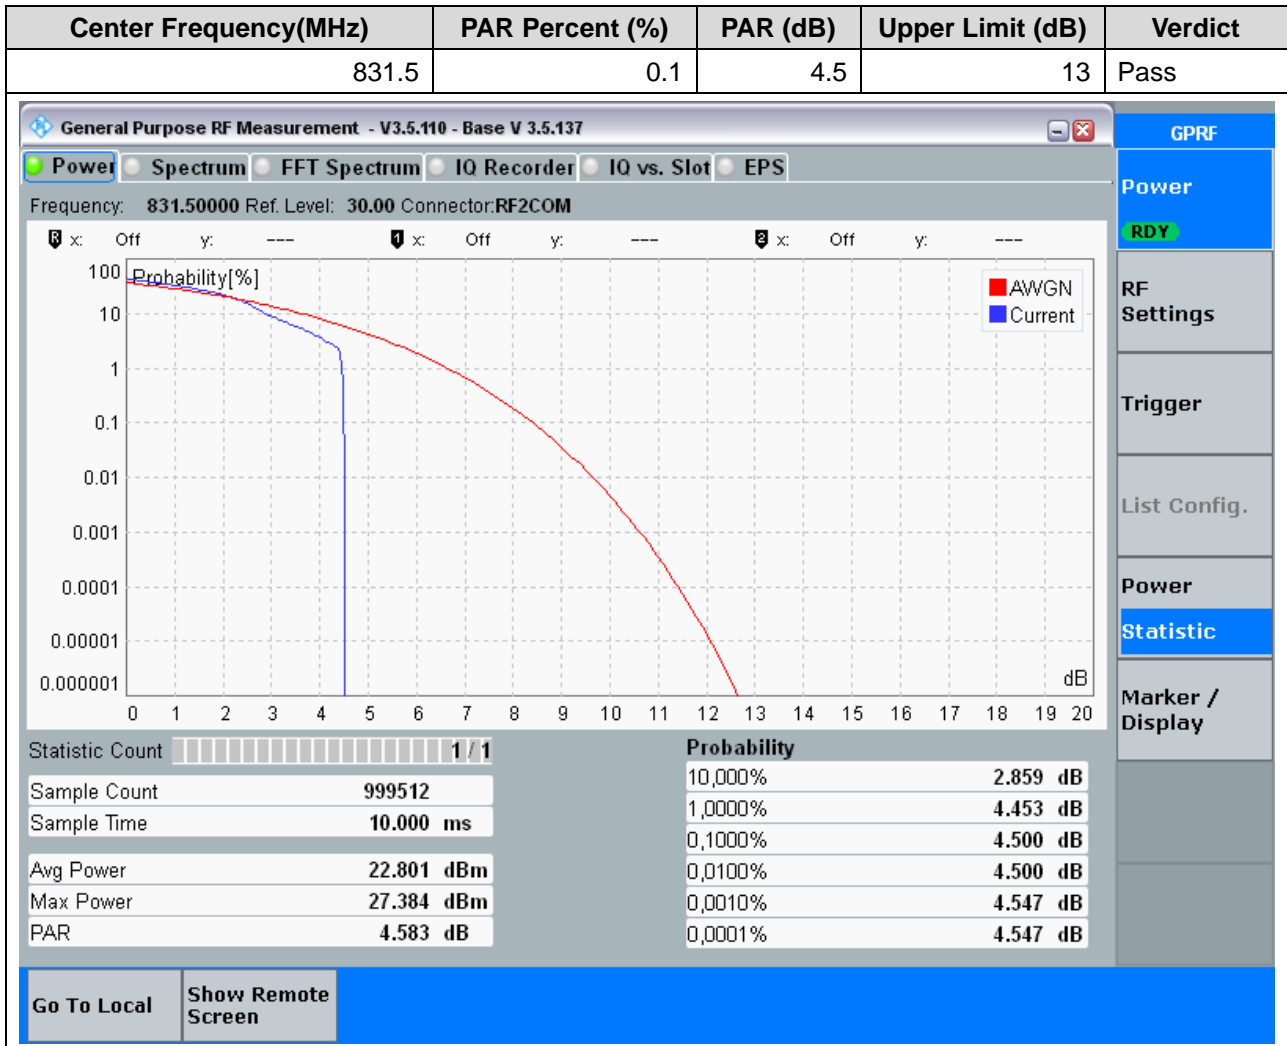 Center Frequency(MHz) PAR Percent (%) PAR (dB) Upper Limit (dB) Verdict
831.5 0.1 4.5 13 Pass
General Purpose RF Measurement - V3.5.110 - Base V 3.5.137
GPRF
Power Spectrum FFT Spectrum IQ Recorder IQ vs. Slot EPS
Power
RDY
Frequency: 831.50000 Ref. Level: 30.00 Connector:RF2COM
R x: Off y: --- 1 x: Off y: --- 2 x: Off y: ---
Probability[%]
AWGN
Current
100
10
1
0.1
0.01
0.001
0.0001
0.00001
0.000001
dB
0 1 2 3 4 5 6 7 8 9 10 11 12 13 14 15 16 17 18 19 20
RF
Settings
Trigger
List Config.
Power
Statistic
Marker /
Display
Statistic Count 1 / 1
Sample Count 999512
Sample Time 10.000 ms
Avg Power 22.801 dBm
Max Power 27.384 dBm
PAR 4.583 dB
Probability
10,000% 2.859 dB
1,0000% 4.453 dB
0,1000% 4.500 dB
0,0100% 4.500 dB
0,0010% 4.547 dB
0,0001% 4.547 dB
Go To Local
Show Remote
Screen